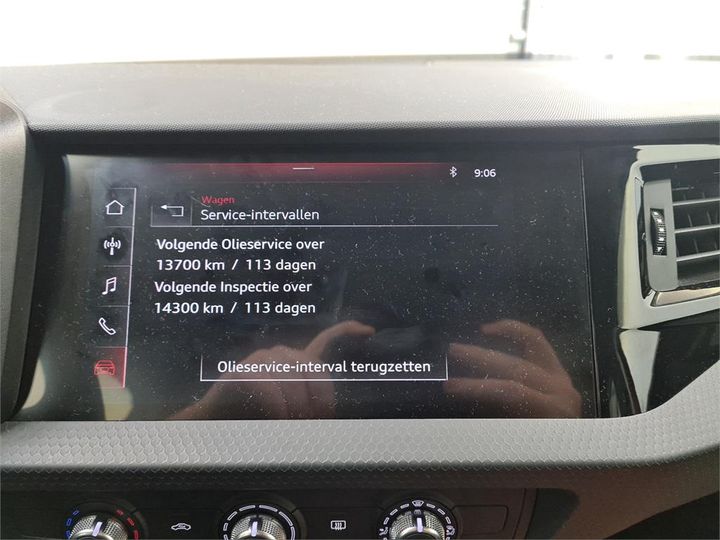 9:06
Wagen
Service-intervallen
Volgende Olieservice over
13700 km / 113 dagen
Volgende Inspectie over
14300 km / 113 dagen
Olieservice-interval terugzetten